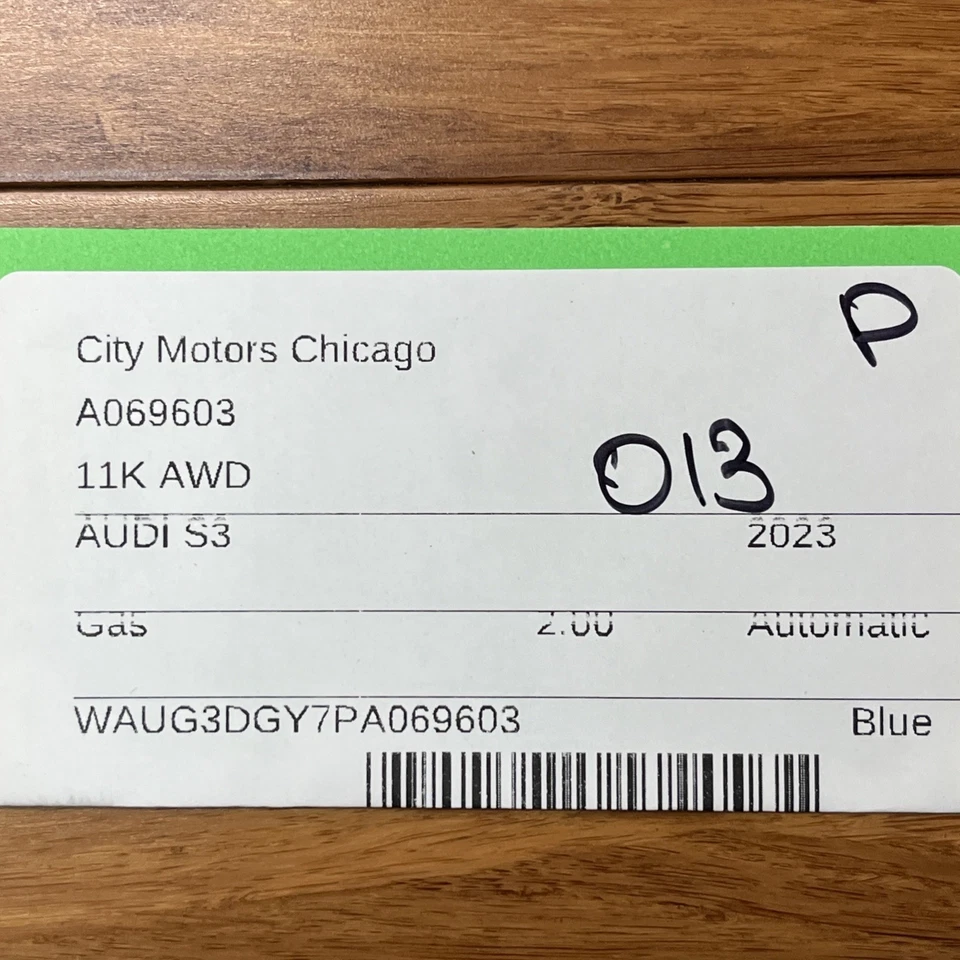 P
City Motors Chicago
A069603
11K AWD
013
AUDI S3 2023
Gas 2.00 Automatic
WAUG3DGY7PA069603 Blue